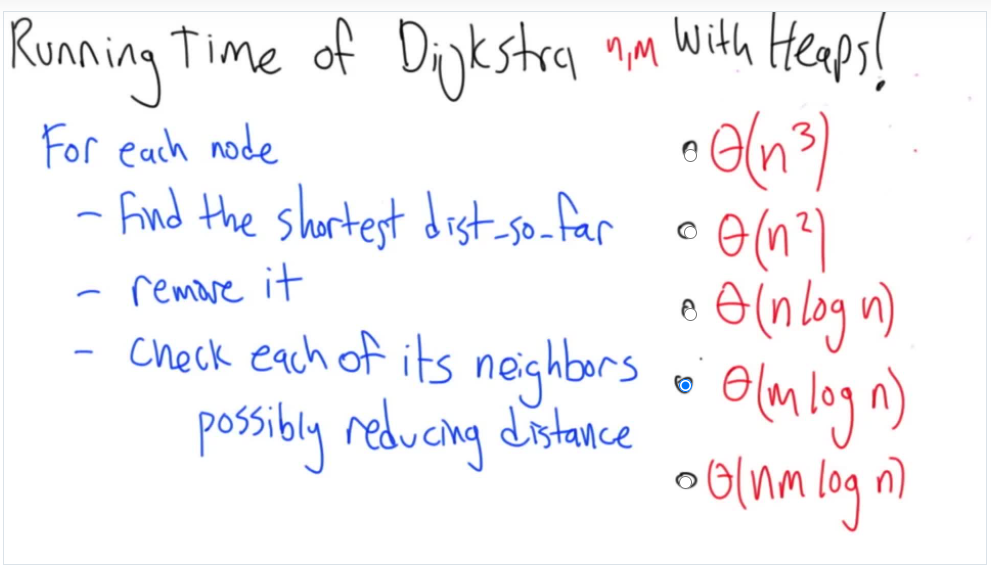 Running Time of Dijkstra n,m With Heaps!
For each node
- find the shortest dist_so_far
- remove it
- check each of its neighbors
possibly reducing distance
Θ(n³)
Θ(n²)
Θ(n log n)
Θ(m log n)
Θ(nm log n)